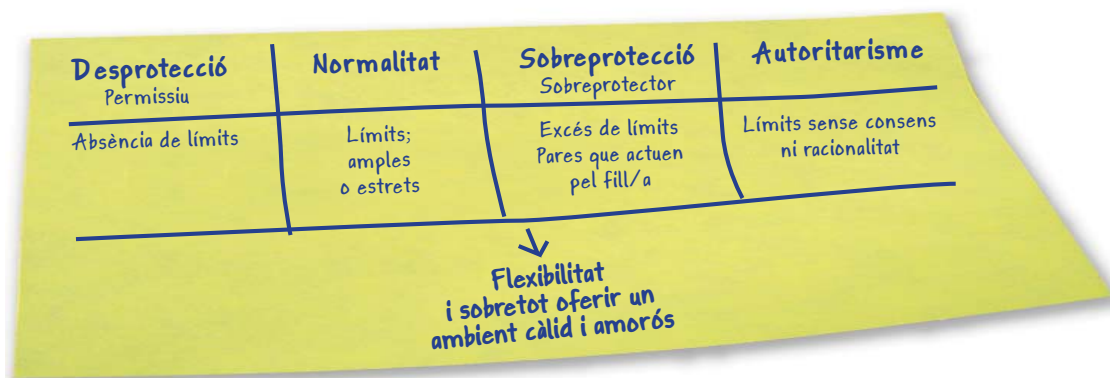 Desprotecció
Permissiu
Normalitat
Sobreprotecció
Sobreprotector
Autoritarisme
Absència de límits
Límits;
amples
o estrets
Excés de límits
Pares que actuen
pel fill/a
Límits sense consens
ni racionalitat
Flexibilitat
i sobretot oferir un
ambient càlid i amorós